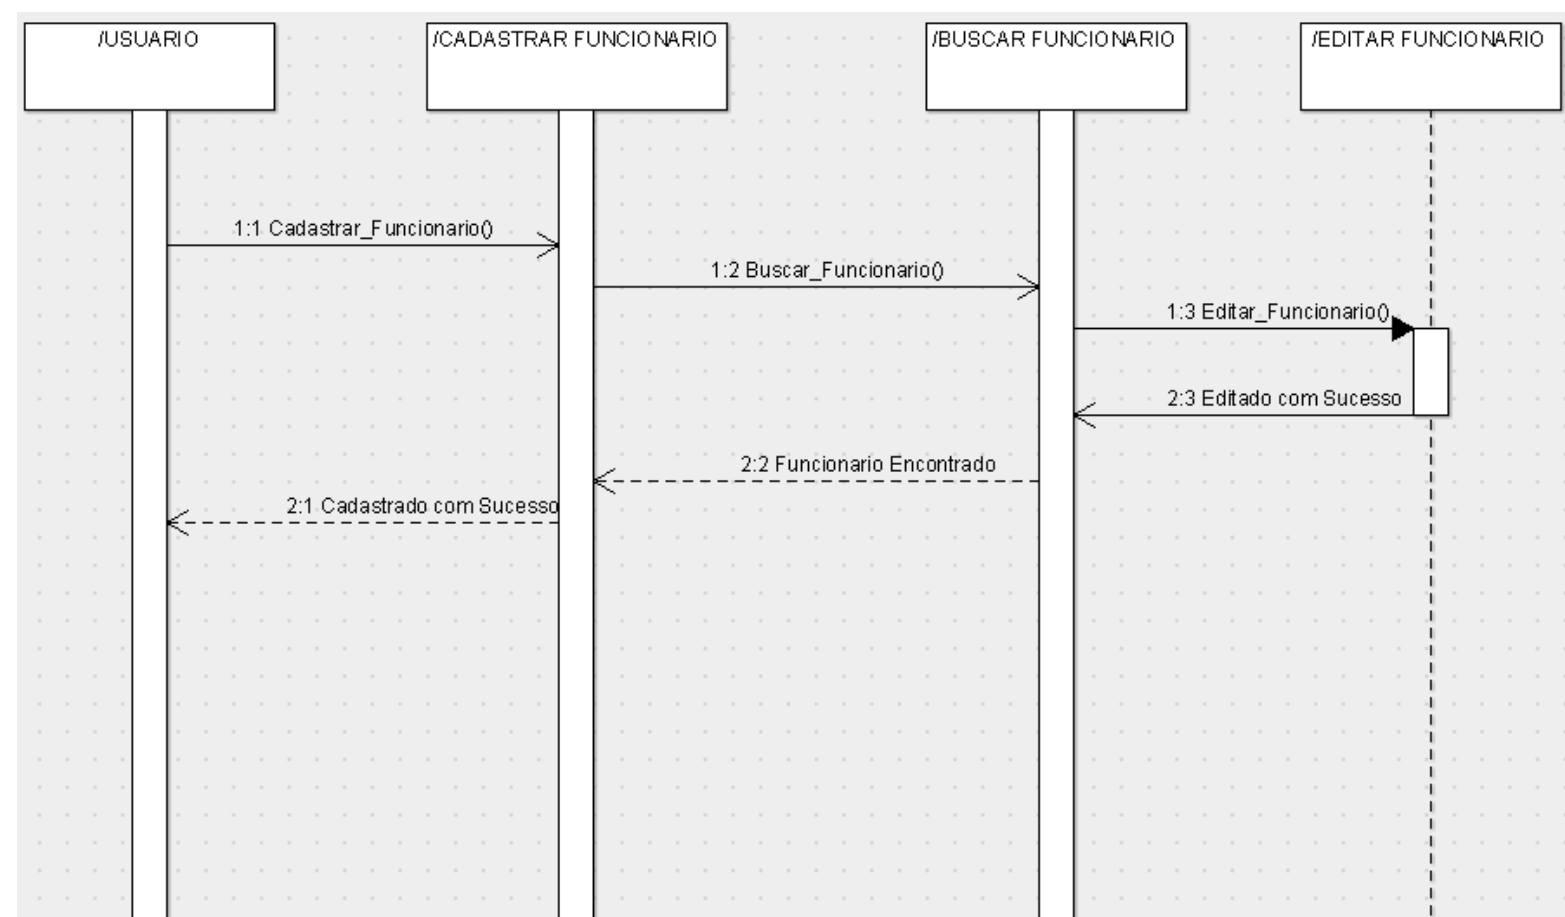 /USUARIO
/CADASTRAR FUNCIONARIO
/BUSCAR FUNCIONARIO
/EDITAR FUNCIONARIO
1:1 Cadastrar_Funcionario()
1:2 Buscar_Funcionario()
1:3 Editar_Funcionario()
2:3 Editado com Sucesso
2:2 Funcionario Encontrado
2:1 Cadastrado com Sucesso